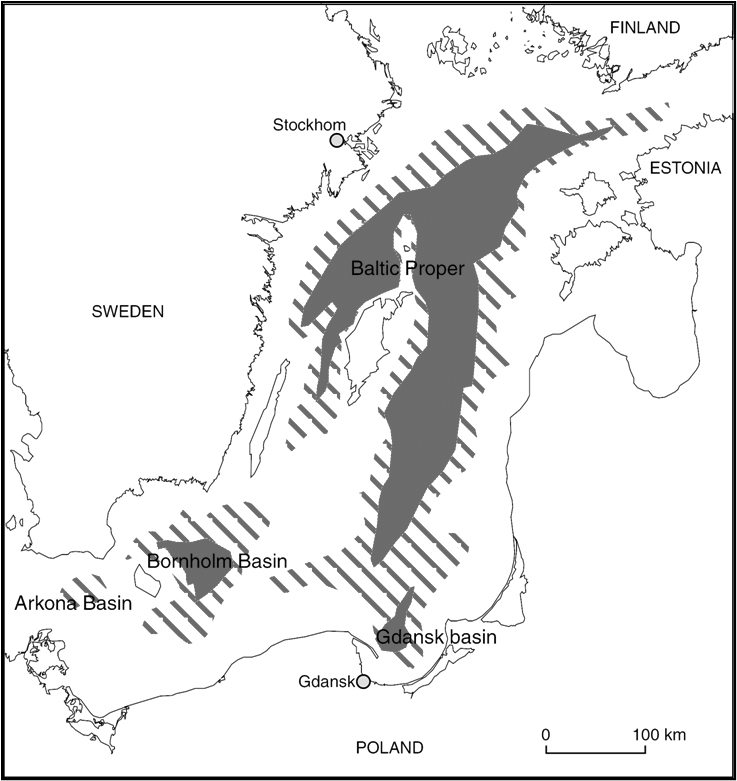 FINLAND
Stockhom
ESTONIA
Baltic Proper
SWEDEN
Bornholm Basin
Arkona Basin
Gdansk basin
Gdansk
0 100 km
POLAND